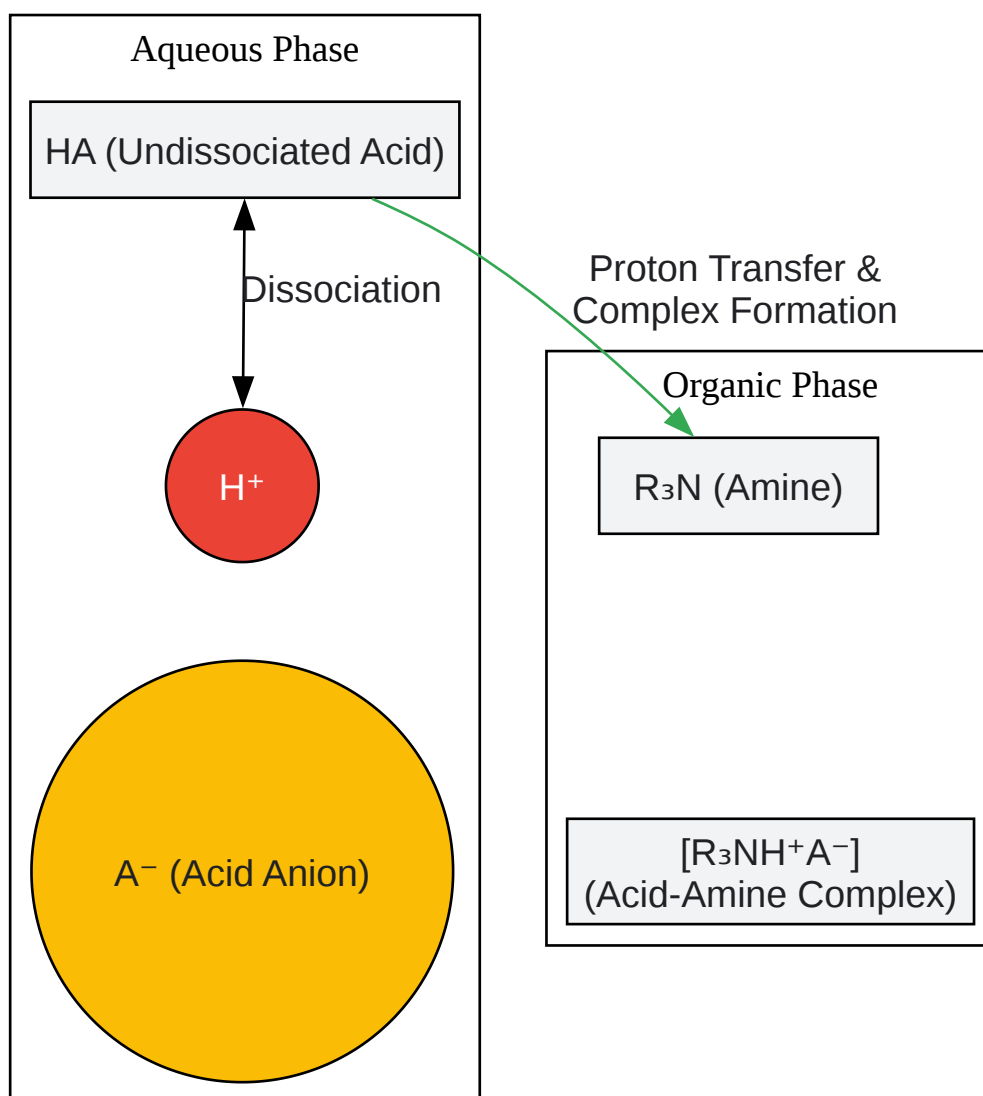 Aqueous Phase
HA (Undissociated Acid)
Dissociation
H⁺
A⁻ (Acid Anion)
Proton Transfer &
Complex Formation
Organic Phase
R₃N (Amine)
[R₃NH⁺A⁻]
(Acid-Amine Complex)